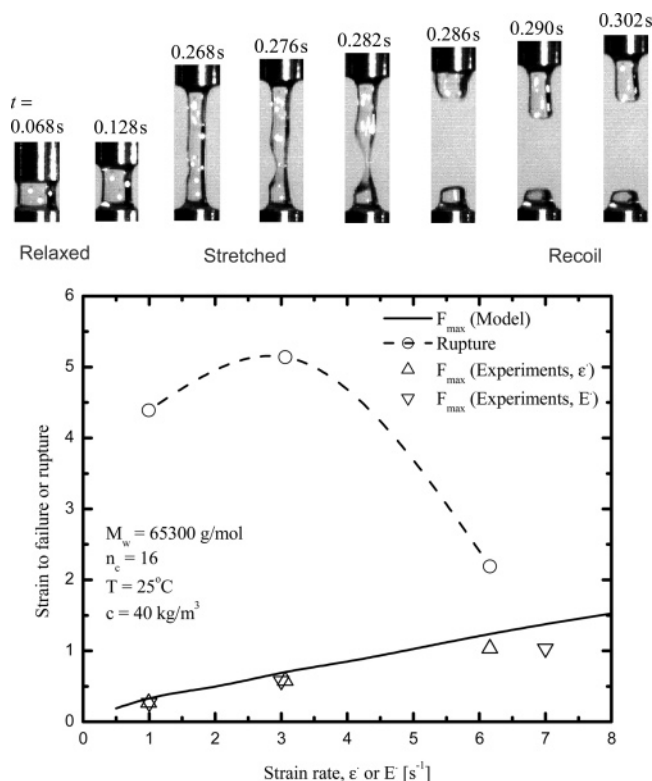 t =
0.068s
0.128s
0.268s
0.276s
0.282s
0.286s
0.290s
0.302s
Relaxed
Stretched
Recoil
6
5
4
3
2
1
0
Strain to failure or rupture
F_max (Model)
Rupture
F_max (Experiments, ε˙)
F_max (Experiments, E˙)
M_w = 65300 g/mol
n_c = 16
T = 25°C
c = 40 kg/m³
0 1 2 3 4 5 6 7 8
Strain rate, ε˙ or E˙ [s⁻¹]